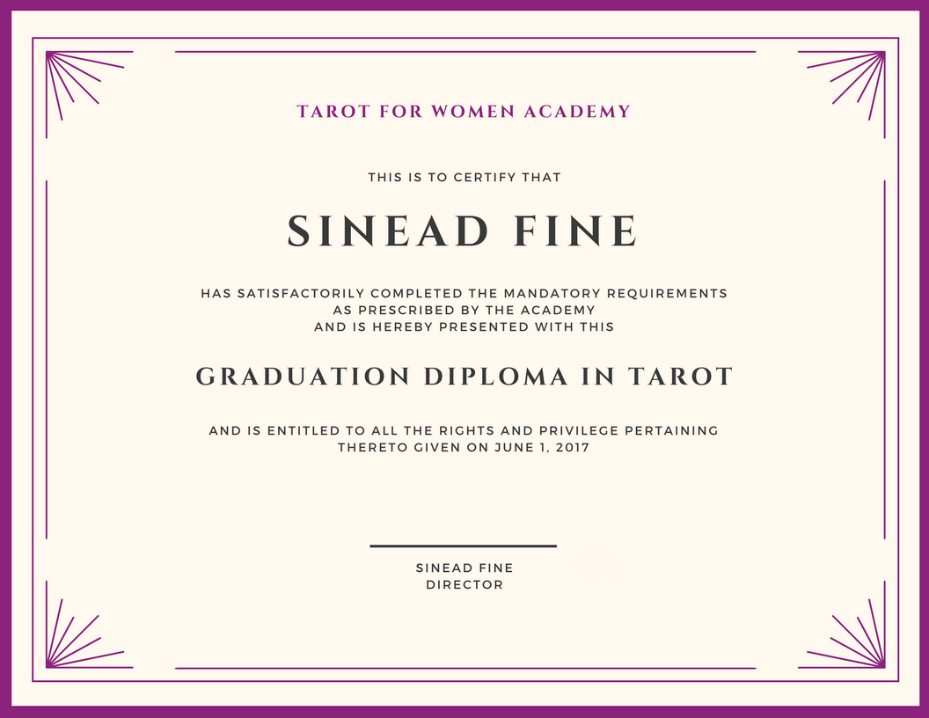 TAROT FOR WOMEN ACADEMY
THIS IS TO CERTIFY THAT
SINEAD FINE
HAS SATISFACTORILY COMPLETED THE MANDATORY REQUIREMENTS
AS PRESCRIBED BY THE ACADEMY
AND IS HEREBY PRESENTED WITH THIS
GRADUATION DIPLOMA IN TAROT
AND IS ENTITLED TO ALL THE RIGHTS AND PRIVILEGE PERTAINING
THERETO GIVEN ON JUNE 1, 2017
SINEAD FINE
DIRECTOR